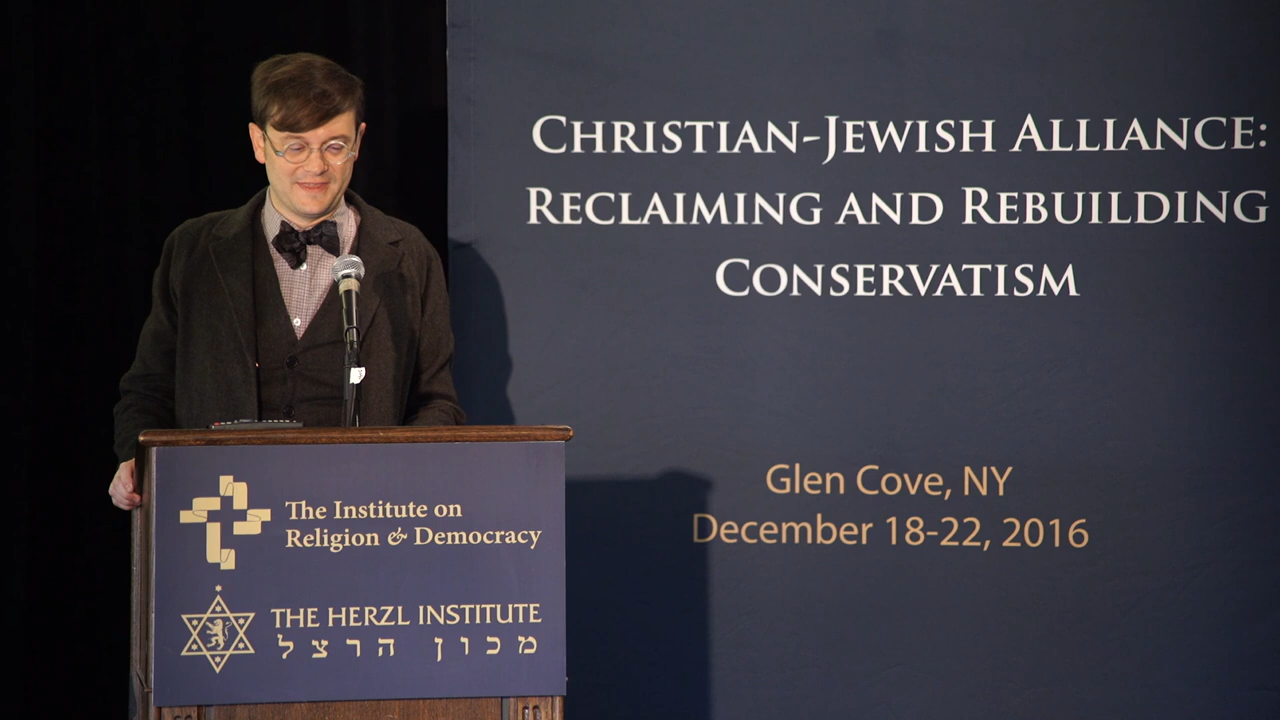 CHRISTIAN-JEWISH ALLIANCE:
RECLAIMING AND REBUILDING
CONSERVATISM
Glen Cove, NY
December 18-22, 2016
The Institute on
Religion & Democracy
THE HERZL INSTITUTE
מכון הרצל
3